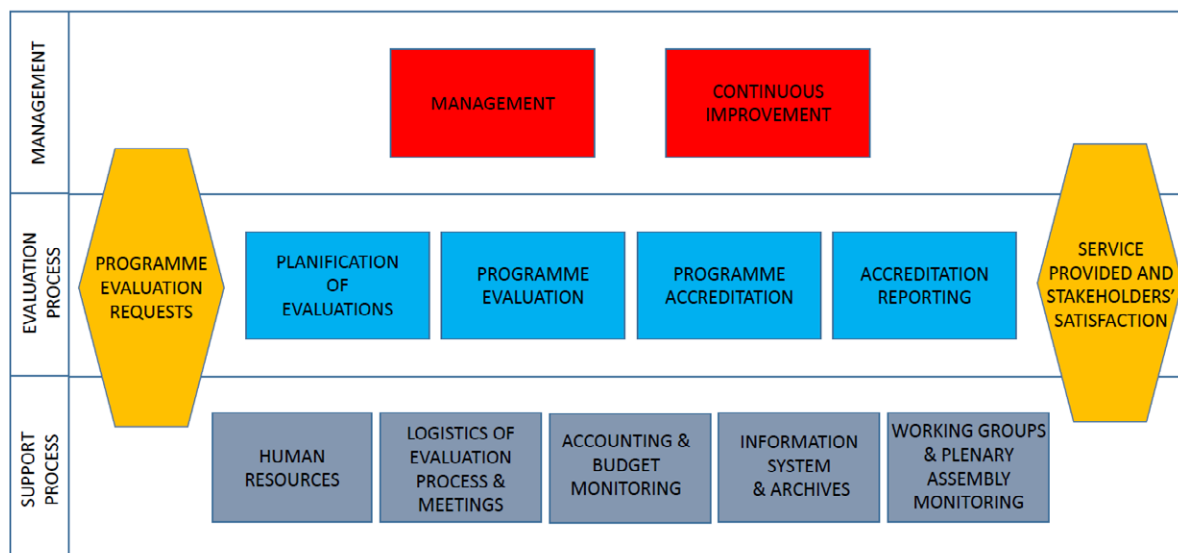 MANAGEMENT
MANAGEMENT
CONTINUOUS
IMPROVEMENT
EVALUATION
PROCESS
PROGRAMME
EVALUATION
REQUESTS
PLANIFICATION
OF
EVALUATIONS
PROGRAMME
EVALUATION
PROGRAMME
ACCREDITATION
ACCREDITATION
REPORTING
SERVICE
PROVIDED AND
STAKEHOLDERS’
SATISFACTION
SUPPORT
PROCESS
HUMAN
RESOURCES
LOGISTICS OF
EVALUATION
PROCESS &
MEETINGS
ACCOUNTING &
BUDGET
MONITORING
INFORMATION
SYSTEM
& ARCHIVES
WORKING GROUPS
& PLENARY
ASSEMBLY
MONITORING